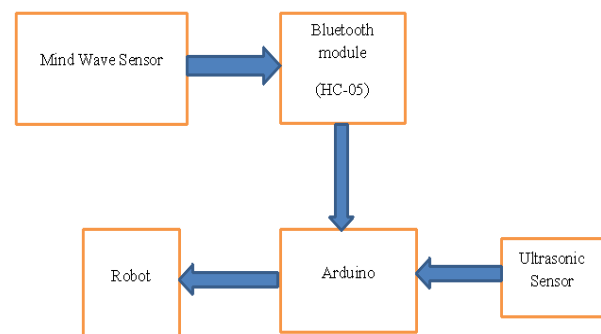 Mind Wave Sensor
Bluetooth
module
(HC-05)
Robot
Arduino
Ultrasonic
Sensor